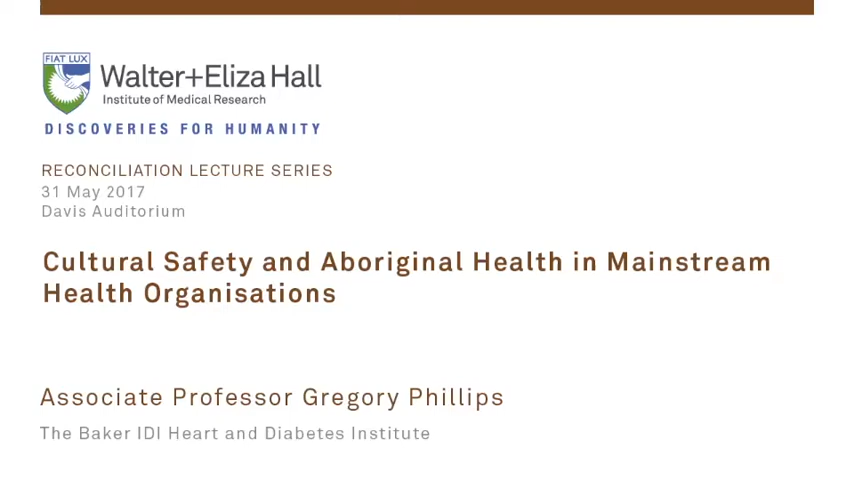 FIAT LUX
Walter+Eliza Hall
Institute of Medical Research
DISCOVERIES FOR HUMANITY
RECONCILIATION LECTURE SERIES
31 May 2017
Davis Auditorium
Cultural Safety and Aboriginal Health in Mainstream
Health Organisations
Associate Professor Gregory Phillips
The Baker IDI Heart and Diabetes Institute